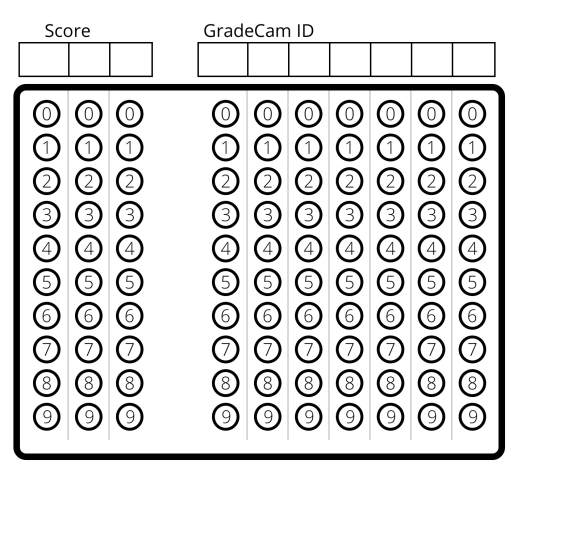 Score GradeCam ID
0 0 0 0 0 0 0 0 0 0
1 1 1 1 1 1 1 1 1 1
2 2 2 2 2 2 2 2 2 2
3 3 3 3 3 3 3 3 3 3
4 4 4 4 4 4 4 4 4 4
5 5 5 5 5 5 5 5 5 5
6 6 6 6 6 6 6 6 6 6
7 7 7 7 7 7 7 7 7 7
8 8 8 8 8 8 8 8 8 8
9 9 9 9 9 9 9 9 9 9